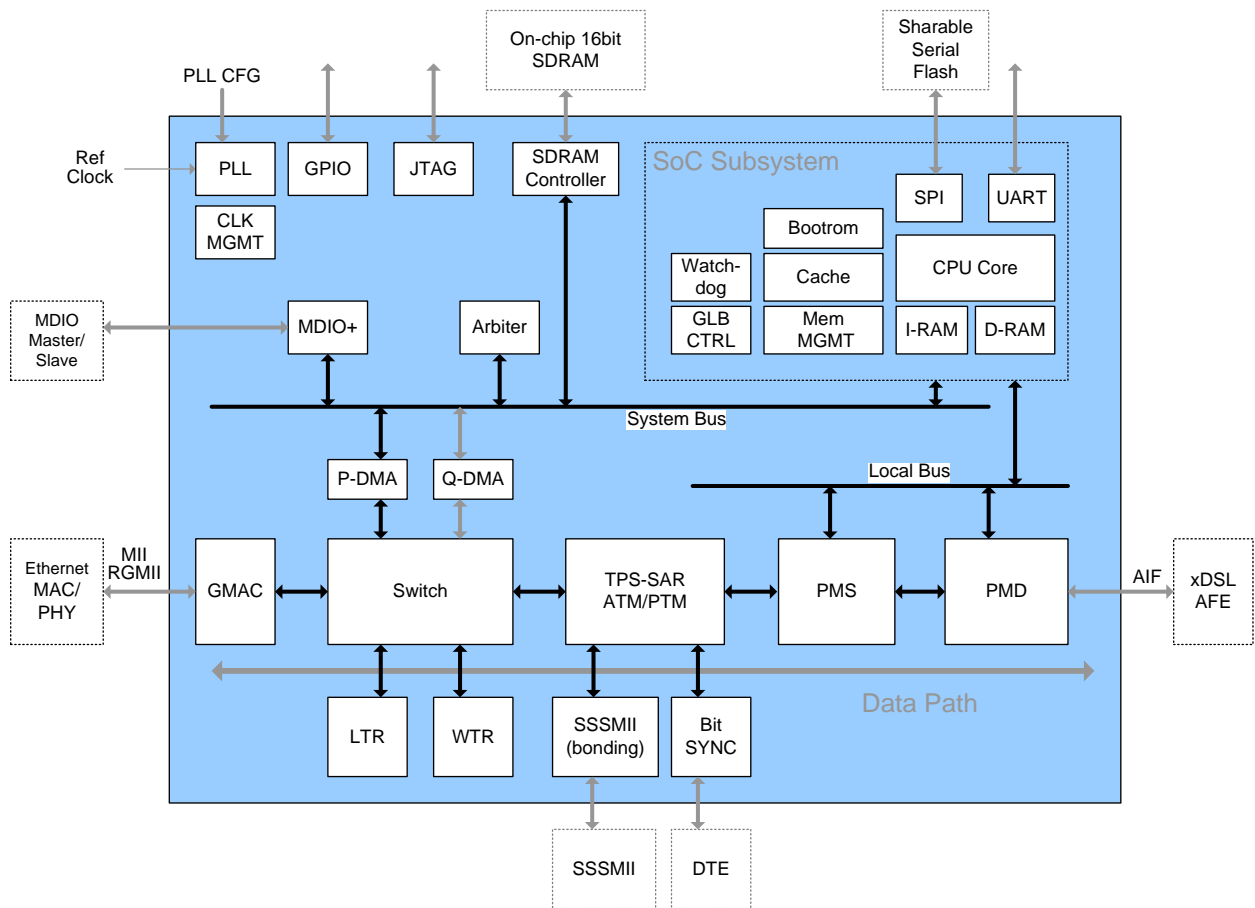 On-chip 16bit
SDRAM
Sharable
Serial
Flash
PLL CFG
Ref
Clock
PLL
GPIO
JTAG
SDRAM
Controller
SoC Subsystem
SPI
UART
CLK
MGMT
Bootrom
CPU Core
Watch-
dog
Cache
MDIO
Master/
Slave
MDIO+
Arbiter
GLB
CTRL
Mem
MGMT
I-RAM
D-RAM
System Bus
P-DMA
Q-DMA
Local Bus
Ethernet
MAC/
PHY
MII
RGMII
GMAC
Switch
TPS-SAR
ATM/PTM
PMS
PMD
AIF
xDSL
AFE
Data Path
LTR
WTR
SSSMII
(bonding)
Bit
SYNC
SSSMII
DTE